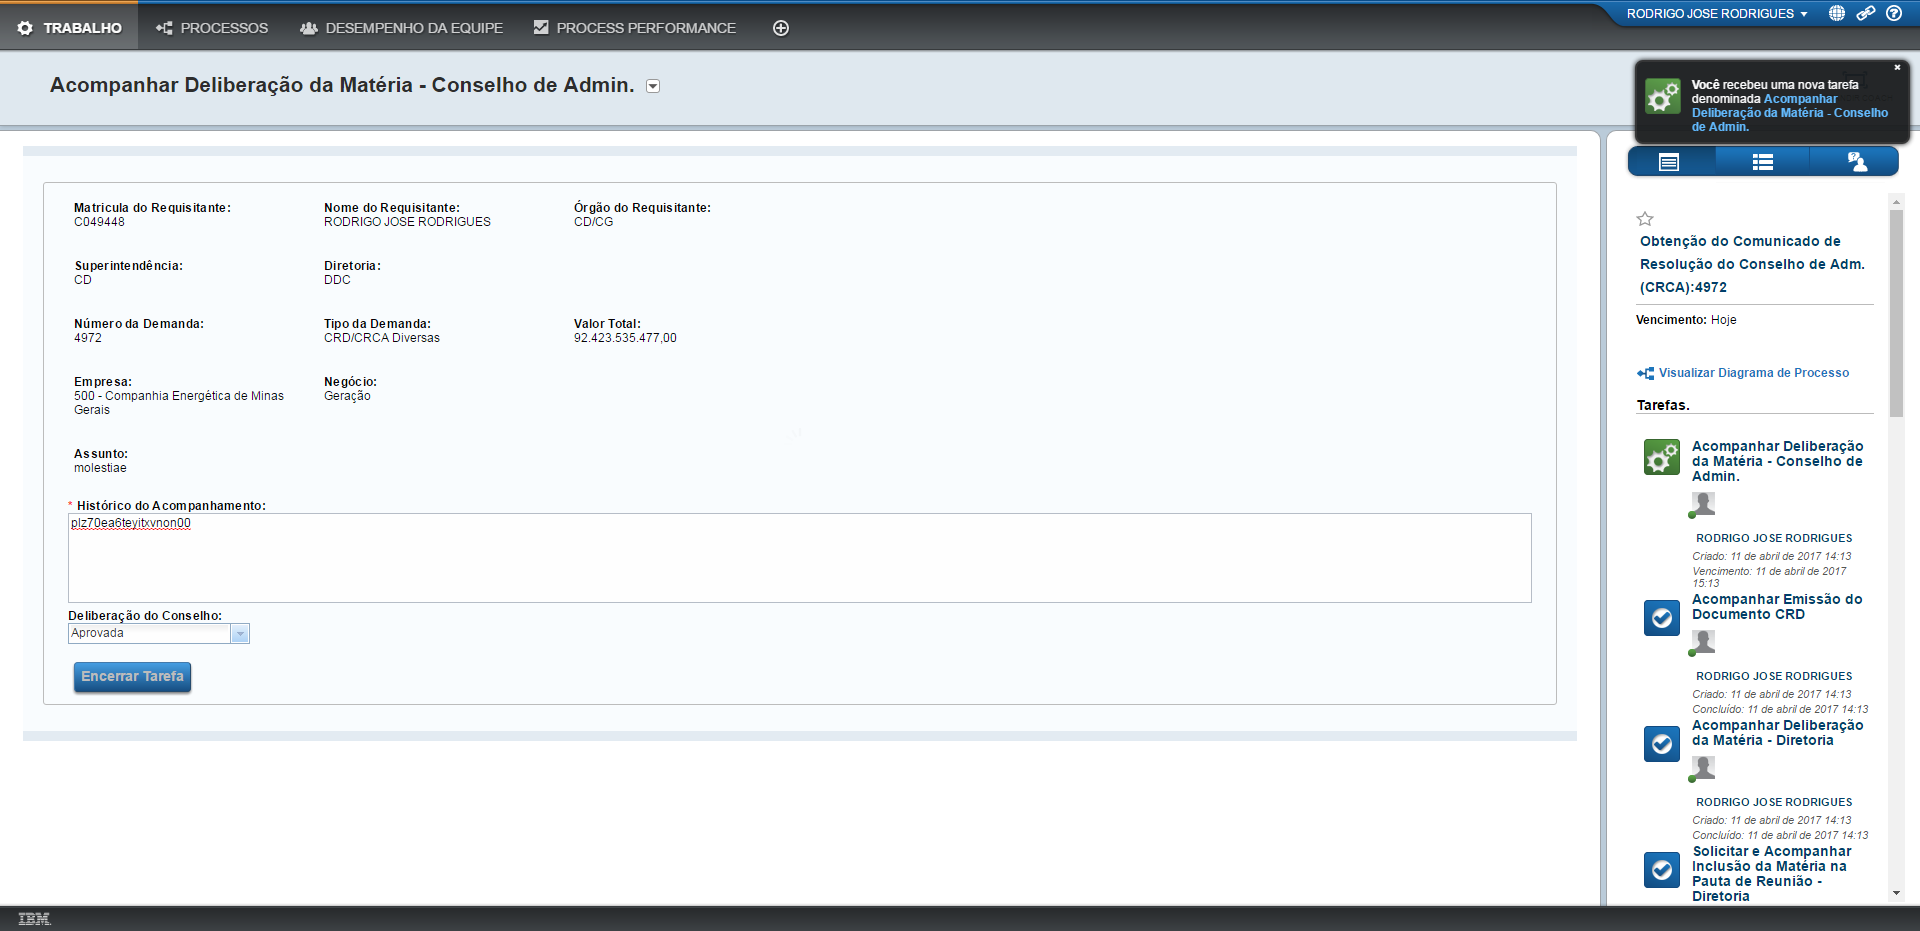 TRABALHO PROCESSOS DESEMPENHO DA EQUIPE PROCESS PERFORMANCE
RODRIGO JOSE RODRIGUES
Acompanhar Deliberação da Matéria - Conselho de Admin.
Você recebeu uma nova tarefa
denominada Acompanhar
Deliberação da Matéria - Conselho
de Admin.
Matricula do Requisitante: Nome do Requisitante: Órgão do Requisitante:
C049448 RODRIGO JOSE RODRIGUES CD/CG
Superintendência: Diretoria:
CD DDC
Número da Demanda: Tipo da Demanda: Valor Total:
4972 CRD/CRCA Diversas 92.423.535.477,00
Empresa: Negócio:
500 - Companhia Energética de Minas Geração
Gerais
Assunto:
molestiae
* Histórico do Acompanhamento:
plz70ea6teyitxvnon00
Deliberação do Conselho:
Aprovada
Encerrar Tarefa
Obtenção do Comunicado de
Resolução do Conselho de Adm.
(CRCA):4972
Vencimento: Hoje
Visualizar Diagrama de Processo
Tarefas.
Acompanhar Deliberação
da Matéria - Conselho de
Admin.
RODRIGO JOSE RODRIGUES
Criado: 11 de abril de 2017 14:13
Vencimento: 11 de abril de 2017
15:13
Acompanhar Emissão do
Documento CRD
RODRIGO JOSE RODRIGUES
Criado: 11 de abril de 2017 14:13
Concluído: 11 de abril de 2017 14:13
Acompanhar Deliberação
da Matéria - Diretoria
RODRIGO JOSE RODRIGUES
Criado: 11 de abril de 2017 14:13
Concluído: 11 de abril de 2017 14:13
Solicitar e Acompanhar
Inclusão da Matéria na
Pauta de Reunião -
Diretoria
IBM